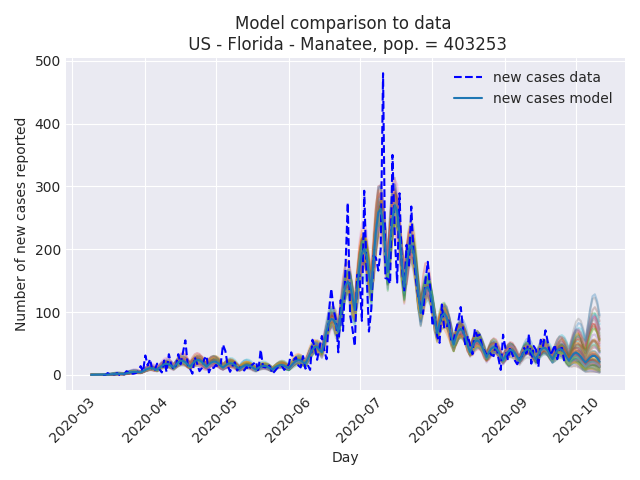 Model comparison to data
US - Florida - Manatee, pop. = 403253
new cases data
new cases model
Number of new cases reported
500
400
300
200
100
0
2020-03
2020-04
2020-05
2020-06
2020-07
2020-08
2020-09
2020-10
Day